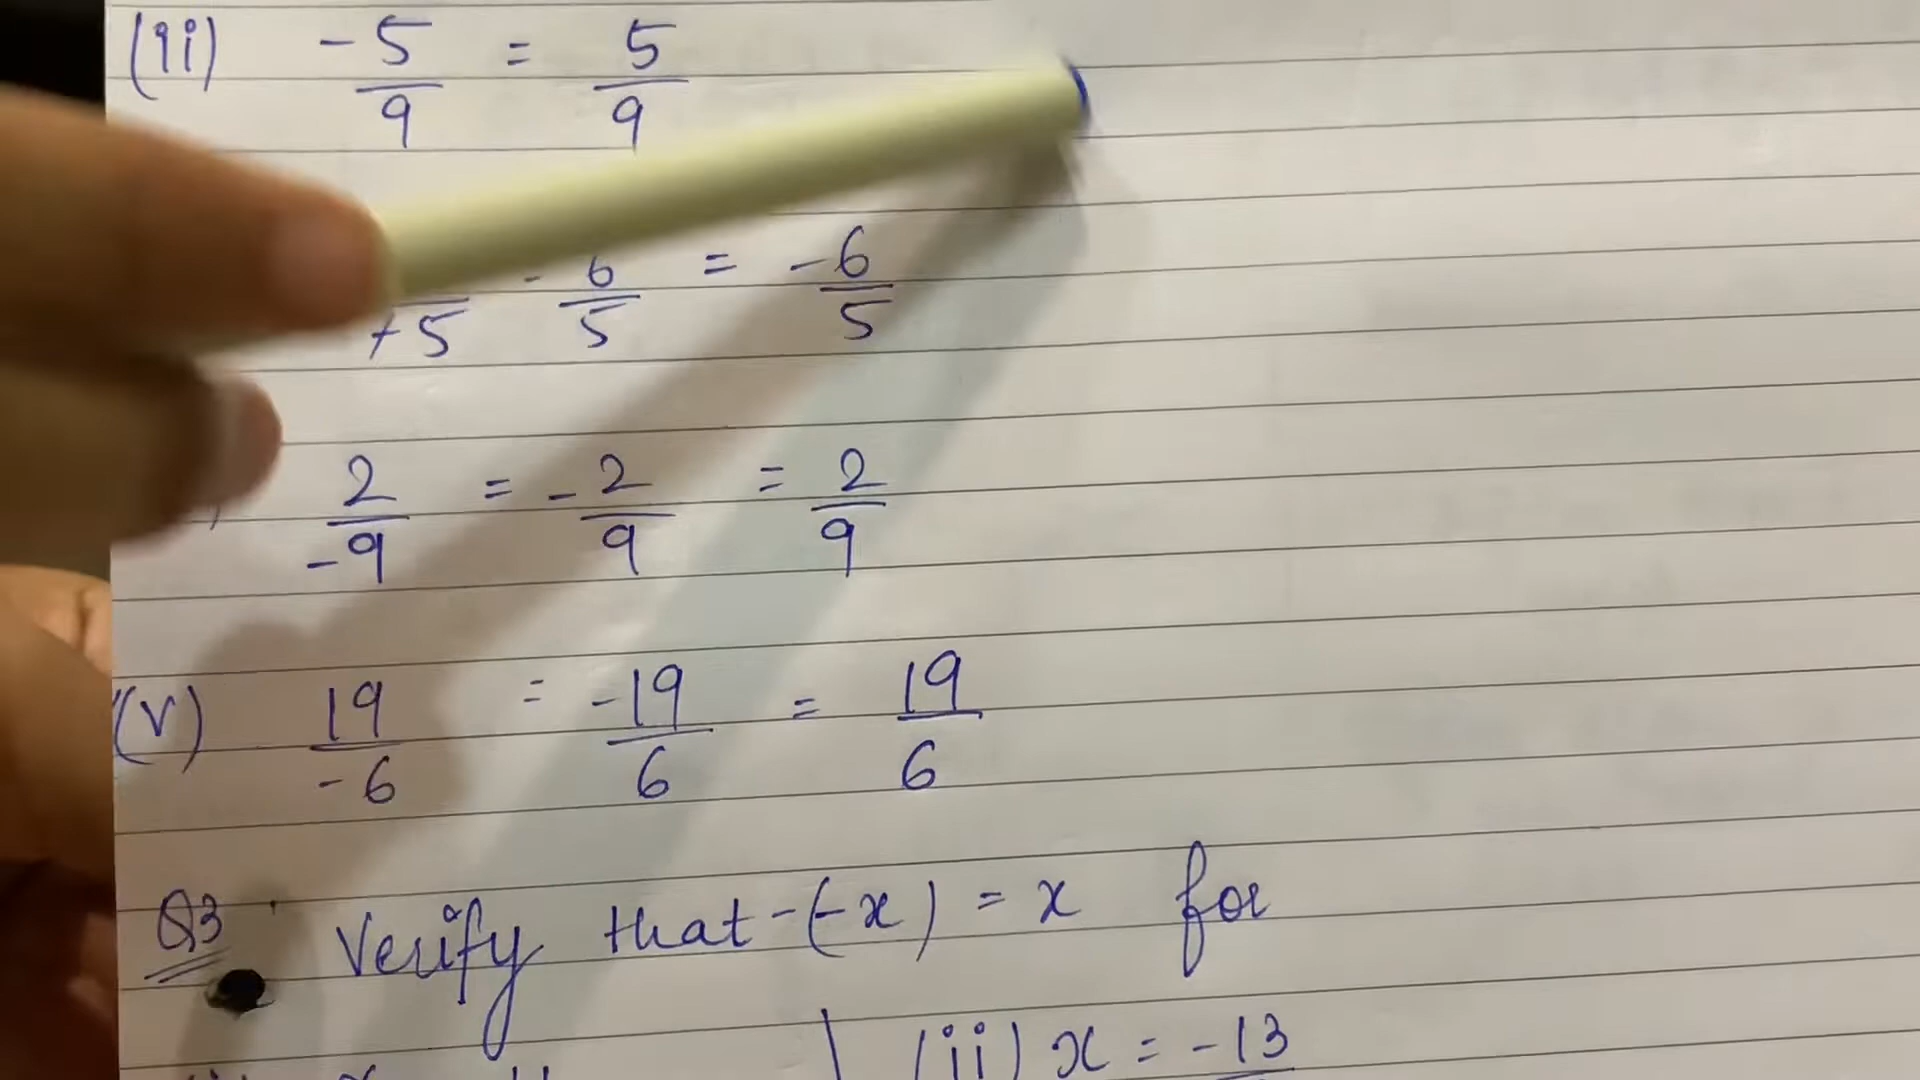 (ii) -5/9 = 5/9
/+5 - 6/5 = -6/5
2/-9 = -2/9 = 2/9
(v) 19/-6 = -19/6 = 19/6
Q3 Verify that -(-x) = x for
(ii) x = -13